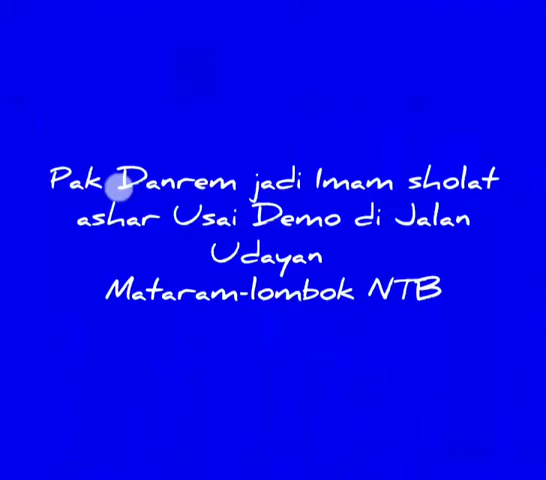 Pak Danrem jadi Imam sholat
ashar Usai Demo di Jalan
Udayan
Mataram-lombok NTB